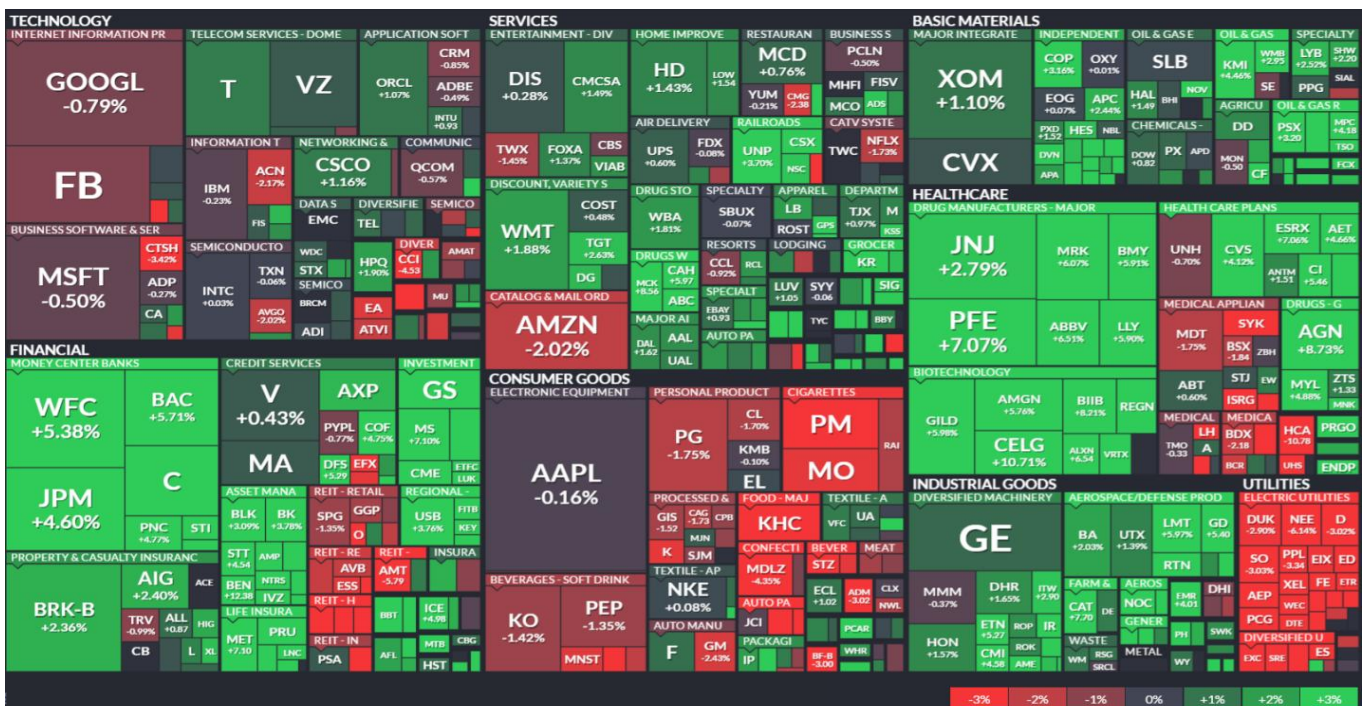 TECHNOLOGY
INTERNET INFORMATION PR
GOOGL
-0.79%
FB
TELECOM SERVICES - DOME
T
VZ
APPLICATION SOFT
ORCL
+1.07%
CRM
-0.85%
ADBE
-0.49%
INTU
+0.93
BUSINESS SOFTWARE & SER
MSFT
-0.50%
CTSH
-3.42%
ADP
-0.27%
CA
INFORMATION T
IBM
-0.23%
ACN
-2.17%
FIS
NETWORKING &
CSCO
+1.16%
COMMUNIC
QCOM
-0.57%
SEMICONDUCTO
INTC
+0.03%
TXN
-0.06%
AVGO
-2.02%
DATA S
EMC
WDC
STX
DIVERSIFIE
TEL
HPQ
+1.90%
SEMICO
AMAT
DIVER
CCI
-4.53
SEMICO
BRCM
ADI
EA
ATVI
MU
SERVICES
ENTERTAINMENT - DIV
DIS
+0.28%
CMCSA
+1.49%
TWX
-1.45%
FOXA
+1.37%
CBS
VIAB
HOME IMPROVE
HD
+1.43%
LOW
+1.54
RESTAURAN
MCD
+0.76%
YUM
-0.21%
CMG
-2.38
BUSINESS S
PCLN
-0.50%
MHFI
FISV
MCO
ADS
AIR DELIVERY
UPS
+0.60%
FDX
-0.08%
RAILROADS
UNP
+3.70%
CSX
NSC
CATV SYSTE
TWC
NFLX
-1.73%
DISCOUNT, VARIETY S
WMT
+1.88%
COST
+0.48%
TGT
+2.63%
DG
DRUG STO
WBA
+1.81%
SPECIALTY
SBUX
-0.07%
APPAREL
LB
ROST
GPS
DEPARTM
TJX
+0.97%
M
KSS
DRUGS W
MCK
+8.56
CAH
+5.97
ABC
RESORTS
CCL
-0.92%
RCL
LODGING
GROCER
KR
CATALOG & MAIL ORD
AMZN
-2.02%
SPECIALT
EBAY
+0.93
LUV
+1.05
SYY
-0.06
SIG
TYC
BBY
MAJOR AI
DAL
+1.62
AAL
UAL
AUTO PA
BASIC MATERIALS
MAJOR INTEGRATE
XOM
+1.10%
CVX
INDEPENDENT
COP
+3.16%
OXY
+0.01%
EOG
+0.07%
APC
+2.44%
PXD
+1.52
HES
NBL
DVN
APA
OIL & GAS E
SLB
HAL
+1.49
BHI
NOV
OIL & GAS
KMI
+4.46%
WMB
+2.95
SE
SPECIALTY
LYB
+2.52%
SHW
+2.20
PPG
SIAL
CHEMICALS -
DOW
+0.82
PX
APD
AGRICU
DD
MON
-0.50
CF
OIL & GAS R
PSX
+3.20
MPC
+4.18
TSO
FCX
FINANCIAL
MONEY CENTER BANKS
WFC
+5.38%
BAC
+5.71%
JPM
+4.60%
C
PNC
+4.77%
STI
CREDIT SERVICES
V
+0.43%
MA
AXP
PYPL
-0.77%
COF
+4.75%
DFS
+5.29
EFX
INVESTMENT
GS
MS
+7.10%
CME
ETFC
LUK
PROPERTY & CASUALTY INSURANC
BRK-B
+2.36%
AIG
+2.40%
ACE
TRV
-0.99%
ALL
+0.87
HIG
CB
L
XL
ASSET MANA
BLK
+3.09%
BK
+3.78%
STT
+4.54
AMP
BEN
+12.38
NTRS
IVZ
LIFE INSURA
MET
+7.10
PRU
LNC
REIT - RETAIL
SPG
-1.35%
GGP
O
REGIONAL -
USB
+3.76%
FITB
KEY
REIT - RE
AVB
ESS
REIT -
AMT
-5.79
INSURA
REIT - H
REIT - IN
PSA
BBT
ICE
+4.98
MTB
CBG
AFL
HST
CONSUMER GOODS
ELECTRONIC EQUIPMENT
AAPL
-0.16%
BEVERAGES - SOFT DRINK
KO
-1.42%
PEP
-1.35%
MNST
PERSONAL PRODUCT
PG
-1.75%
CL
-1.70%
KMB
-0.10%
EL
CIGARETTES
PM
MO
RAI
PROCESSED &
GIS
-1.52
CAG
-1.73
CPB
MJN
K
SJM
FOOD - MAJ
KHC
TEXTILE - A
VFC
UA
CONFECTI
MDLZ
-4.35%
BEVER
STZ
MEAT
TEXTILE - AP
NKE
+0.08%
ECL
+1.02
ADM
-3.02
CLX
NWL
AUTO PA
JCI
AUTO MANU
F
GM
-2.43%
PACKAGI
IP
PCAR
BF-B
-3.00
WHR
HEALTHCARE
DRUG MANUFACTURERS - MAJOR
JNJ
+2.79%
MRK
+6.07%
BMY
+5.91%
PFE
+7.07%
ABBV
+6.51%
LLY
+5.90%
HEALTH CARE PLANS
UNH
-0.70%
CVS
+4.12%
ESRX
+7.06%
AET
+4.66%
ANTM
+1.51
CI
+5.46
BIOTECHNOLOGY
GILD
+5.98%
AMGN
+5.76%
BIIB
+8.21%
REGN
CELG
+10.71%
ALXN
+6.54
VRTX
MEDICAL APPLIAN
MDT
-1.75%
SYK
BSX
-1.84
ZBH
ABT
+0.60%
STJ
EW
ISRG
DRUGS - G
AGN
+8.73%
MYL
+4.88%
ZTS
+1.33
MNK
MEDICAL
TMO
-0.33
LH
A
MEDICA
BDX
-2.18
BCR
HCA
-10.78
UHS
PRGO
ENDP
INDUSTRIAL GOODS
DIVERSIFIED MACHINERY
GE
MMM
-0.37%
DHR
+1.65%
ITW
+2.90
HON
+1.57%
ETN
+5.27
ROP
IR
CMI
+4.58
ROK
AME
AEROSPACE/DEFENSE PROD
BA
+2.03%
UTX
+1.39%
LMT
+5.97%
GD
+5.40
RTN
FARM &
CAT
+7.70
DE
AEROS
NOC
EMR
+4.01
DHI
GENER
PH
SWK
WASTE
WM
RSG
SRCL
METAL
WY
UTILITIES
ELECTRIC UTILITIES
DUK
-2.90%
NEE
-6.14%
D
-3.02%
SO
-3.03%
PPL
-3.34
EIX
ED
AEP
XEL
FE
ETR
PCG
WEC
DTE
DIVERSIFIED U
EXC
SRE
ES
-3%
-2%
-1%
0%
+1%
+2%
+3%